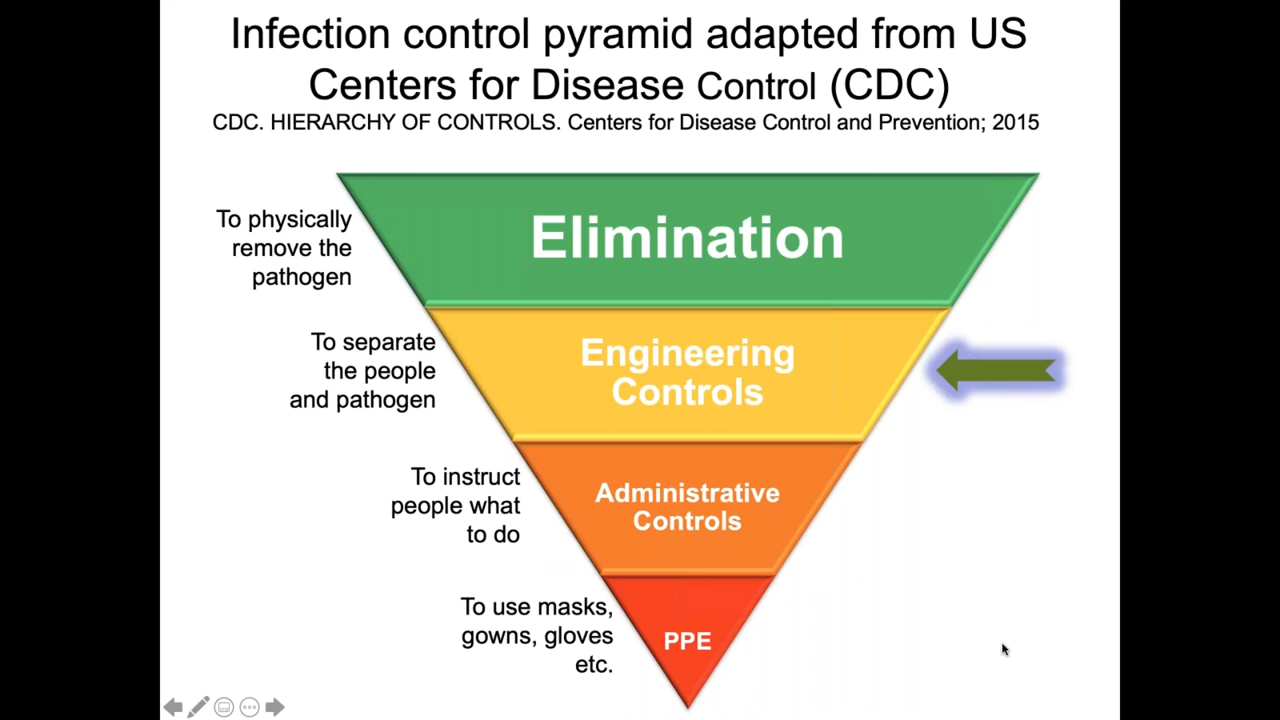 Infection control pyramid adapted from US
Centers for Disease Control (CDC)
CDC. HIERARCHY OF CONTROLS. Centers for Disease Control and Prevention; 2015
To physically
remove the
pathogen
Elimination
To separate
the people
and pathogen
Engineering
Controls
To instruct
people what
to do
Administrative
Controls
To use masks,
gowns, gloves
etc.
PPE